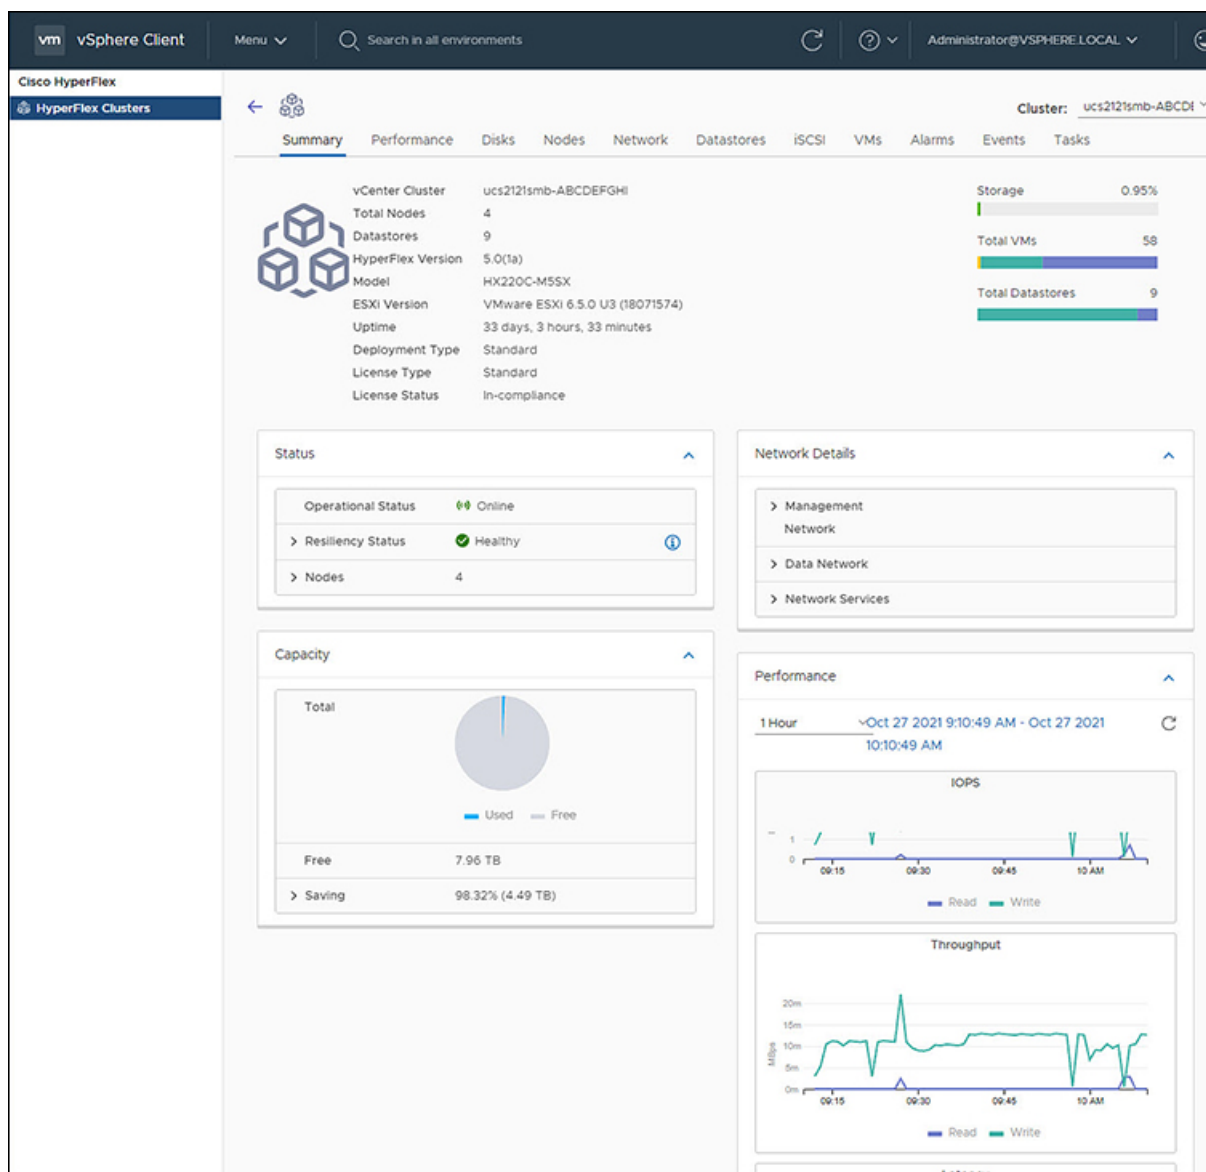 vm vSphere Client Menu Search in all environments Administrator@VSPHERE.LOCAL
Cisco HyperFlex
HyperFlex Clusters
Cluster: ucs2121smb-ABCDE
Summary Performance Disks Nodes Network Datastores iSCSI VMs Alarms Events Tasks
vCenter Cluster ucs2121smb-ABCDEFGHI
Total Nodes 4
Datastores 9
HyperFlex Version 5.0(1a)
Model HX220C-M5SX
ESXi Version VMware ESXi 6.5.0 U3 (18071574)
Uptime 33 days, 3 hours, 33 minutes
Deployment Type Standard
License Type Standard
License Status In-compliance
Storage 0.95%
Total VMs 58
Total Datastores 9
Status
Operational Status Online
Resiliency Status Healthy
Nodes 4
Network Details
Management
Network
Data Network
Network Services
Capacity
Total
Used Free
Free 7.96 TB
Saving 98.32% (4.49 TB)
Performance
1 Hour Oct 27 2021 9:10:49 AM - Oct 27 2021
10:10:49 AM
IOPS
1
0
09:15 09:30 09:45 10 AM
Read Write
Throughput
20m
15m
10m
5m
0m
MBps
09:15 09:30 09:45 10 AM
Read Write